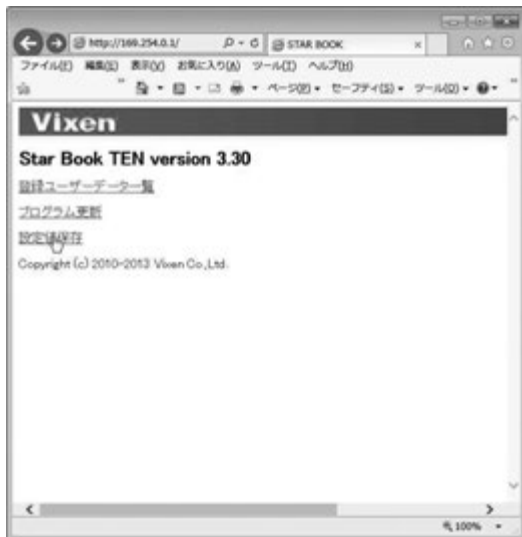 http://169.254.0.1/
STAR BOOK
ファイル(F) 編集(E) 表示(V) お気に入り(A) ツール(T) ヘルプ(H)
ページ(P) セーフティ(S) ツール(O)
Vixen
Star Book TEN version 3.30
登録ユーザーデータ一覧
プログラム更新
設定値保存
Copyright (c) 2010-2013 Vixen Co.,Ltd.
100%